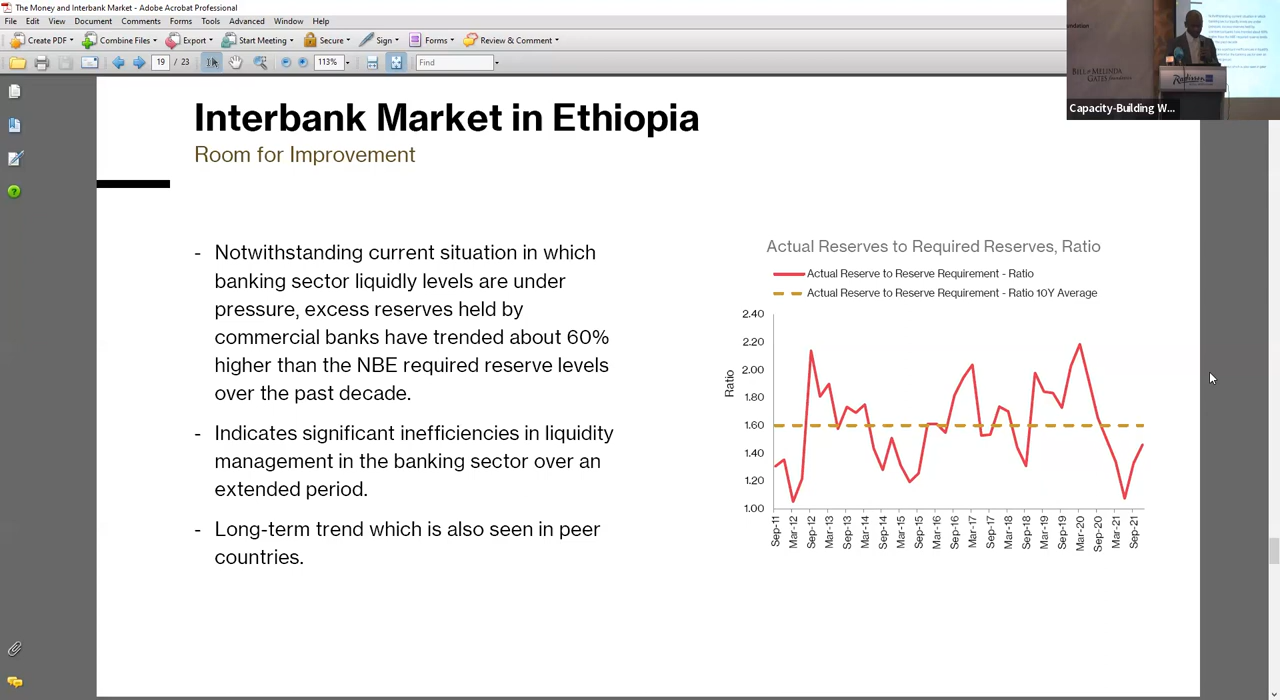 The Money and Interbank Market - Adobe Acrobat Professional
File Edit View Document Comments Forms Tools Advanced Window Help
Create PDF Combine Files Export Start Meeting Secure Sign Forms Review
19 / 23 113% Find
BILL & MELINDA
GATES foundation
Radisson
Capacity-Building W...
Interbank Market in Ethiopia
Room for Improvement
- Notwithstanding current situation in which
banking sector liquidly levels are under
pressure, excess reserves held by
commercial banks have trended about 60%
higher than the NBE required reserve levels
over the past decade.
- Indicates significant inefficiencies in liquidity
management in the banking sector over an
extended period.
- Long-term trend which is also seen in peer
countries.
Actual Reserves to Required Reserves, Ratio
Actual Reserve to Reserve Requirement - Ratio
Actual Reserve to Reserve Requirement - Ratio 10Y Average
Ratio
2.40
2.20
2.00
1.80
1.60
1.40
1.20
1.00
Sep-11 Mar-12 Sep-12 Mar-13 Sep-13 Mar-14 Sep-14 Mar-15 Sep-15 Mar-16 Sep-16 Mar-17 Sep-17 Mar-18 Sep-18 Mar-19 Sep-19 Mar-20 Sep-20 Mar-21 Sep-21